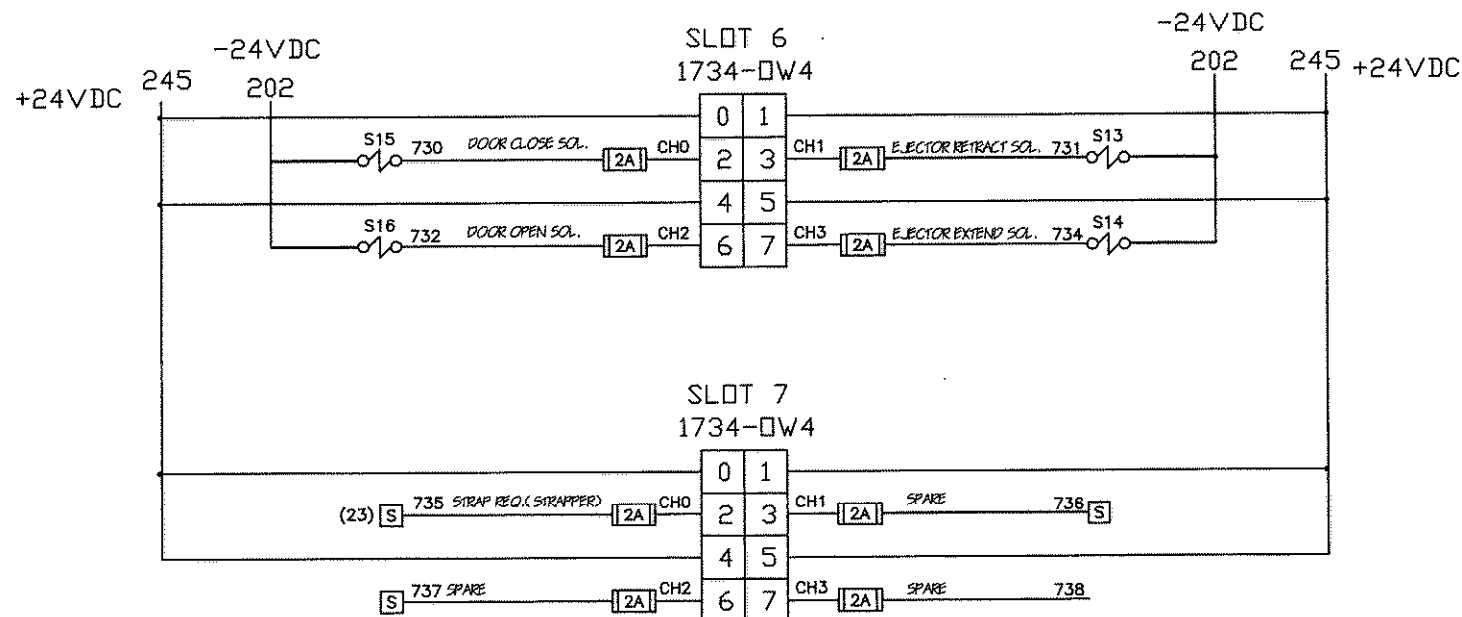 SLOT 6
1734-OW4
-24VDC
-24VDC
+24VDC 245 202
202 245 +24VDC
0 1
S15 730 DOOR CLOSE SOL. 2A CH0 2 3 CH1 2A EJECTOR RETRACT SOL. 731 S13
4 5
S16 732 DOOR OPEN SOL. 2A CH2 6 7 CH3 2A EJECTOR EXTEND SOL. 734 S14
SLOT 7
1734-OW4
0 1
(23) S 735 STRAP REQ.(STRAPPER) 2A CH0 2 3 CH1 2A SPARE 736 S
4 5
S 737 SPARE 2A CH2 6 7 CH3 2A SPARE 738